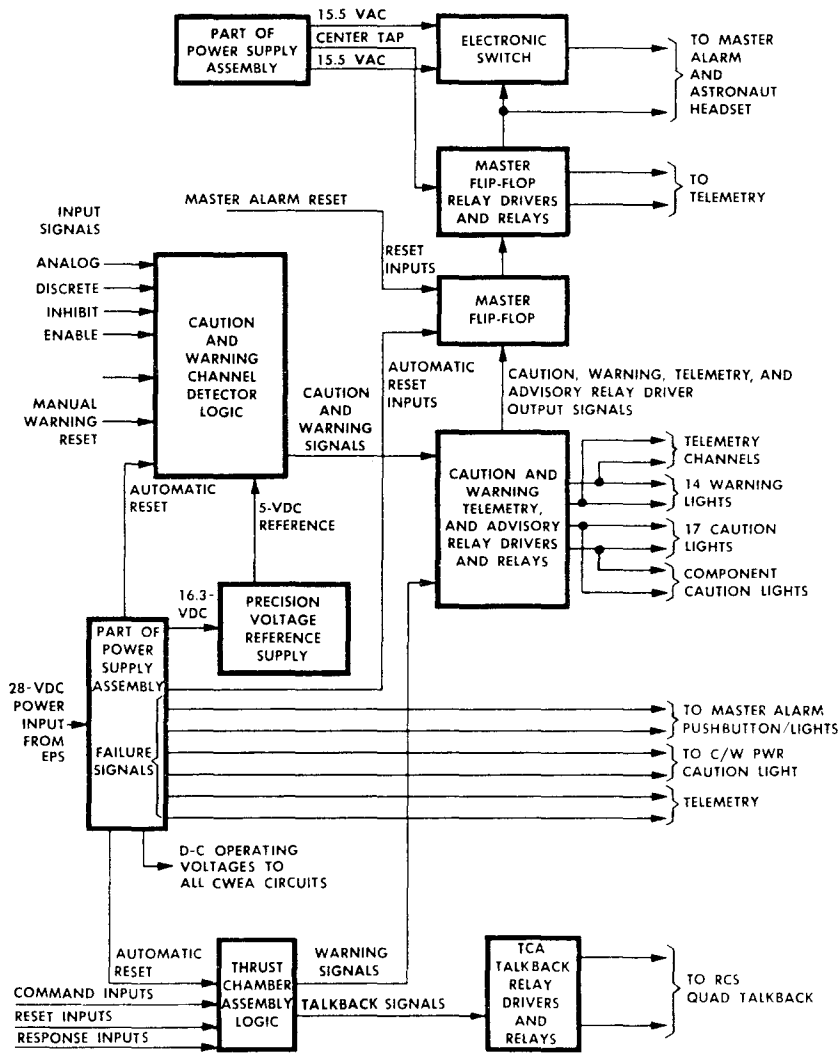 15.5 VAC
CENTER TAP
15.5 VAC
PART OF
POWER SUPPLY
ASSEMBLY
ELECTRONIC
SWITCH
TO MASTER
ALARM
AND
ASTRONAUT
HEADSET
MASTER
FLIP-FLOP
RELAY DRIVERS
AND RELAYS
TO
TELEMETRY
MASTER ALARM RESET
INPUT
SIGNALS
RESET
INPUTS
ANALOG
DISCRETE
INHIBIT
ENABLE
MANUAL
WARNING
RESET
CAUTION
AND
WARNING
CHANNEL
DETECTOR
LOGIC
MASTER
FLIP-FLOP
AUTOMATIC
RESET
INPUTS
CAUTION, WARNING, TELEMETRY, AND
ADVISORY RELAY DRIVER
OUTPUT SIGNALS
CAUTION
AND
WARNING
SIGNALS
CAUTION AND
WARNING
TELEMETRY,
AND ADVISORY
RELAY DRIVERS
AND RELAYS
TELEMETRY
CHANNELS
14 WARNING
LIGHTS
17 CAUTION
LIGHTS
COMPONENT
CAUTION LIGHTS
AUTOMATIC
RESET
5-VDC
REFERENCE
16.3-
VDC
PRECISION
VOLTAGE
REFERENCE
SUPPLY
PART OF
POWER
SUPPLY
ASSEMBLY
28-VDC
POWER
INPUT
FROM
EPS
FAILURE
SIGNALS
TO MASTER ALARM
PUSHBUTTON/LIGHTS
TO C/W PWR
CAUTION LIGHT
TELEMETRY
D-C OPERATING
VOLTAGES TO
ALL CWEA CIRCUITS
AUTOMATIC
RESET
COMMAND INPUTS
RESET INPUTS
RESPONSE INPUTS
THRUST
CHAMBER
ASSEMBLY
LOGIC
WARNING
SIGNALS
TALKBACK SIGNALS
TCA
TALKBACK
RELAY
DRIVERS
AND
RELAYS
TO RCS
QUAD TALKBACK